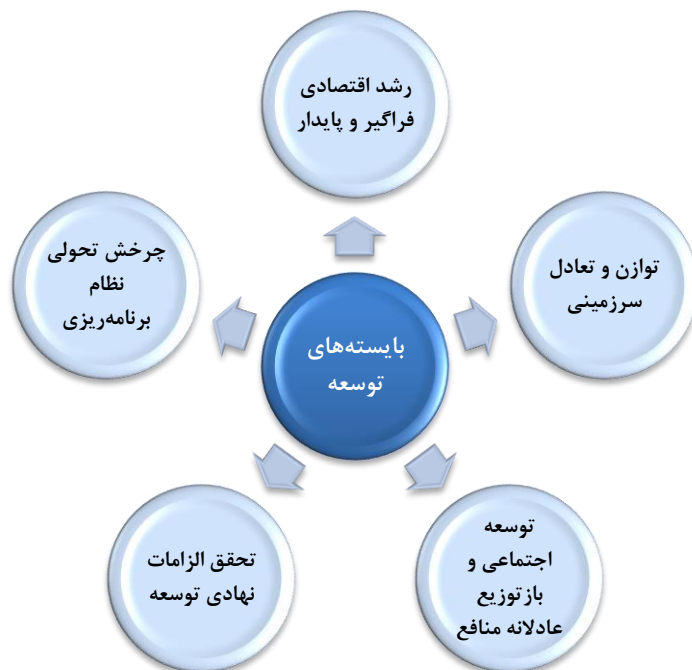 رشد اقتصادی
فراگیر و پایدار
توازن و تعادل
سرزمینی
چرخش تحولی
نظام
برنامه‌ریزی
بایسته‌های
توسعه
توسعه
اجتماعی و
بازتوزیع
عادلانه منافع
تحقق الزامات
نهادی توسعه